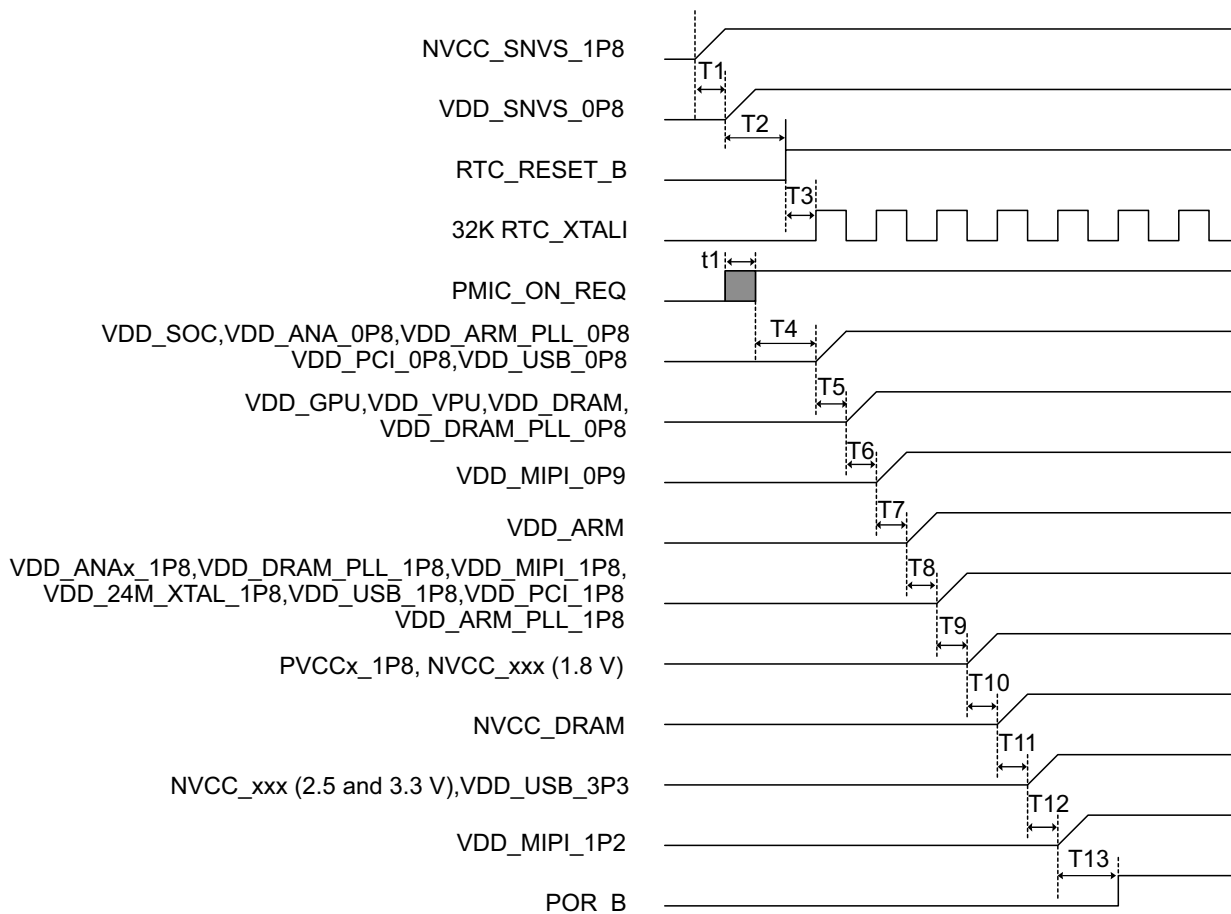 NVCC_SNVS_1P8
T1
VDD_SNVS_0P8
T2
RTC_RESET_B
T3
32K RTC_XTALI
t1
PMIC_ON_REQ
T4
VDD_SOC,VDD_ANA_0P8,VDD_ARM_PLL_0P8
VDD_PCI_0P8,VDD_USB_0P8
T5
VDD_GPU,VDD_VPU,VDD_DRAM,
VDD_DRAM_PLL_0P8
T6
VDD_MIPI_0P9
T7
VDD_ARM
T8
VDD_ANAx_1P8,VDD_DRAM_PLL_1P8,VDD_MIPI_1P8,
VDD_24M_XTAL_1P8,VDD_USB_1P8,VDD_PCI_1P8
VDD_ARM_PLL_1P8
T9
PVCCx_1P8, NVCC_xxx (1.8 V)
T10
NVCC_DRAM
T11
NVCC_xxx (2.5 and 3.3 V),VDD_USB_3P3
T12
VDD_MIPI_1P2
T13
POR_B